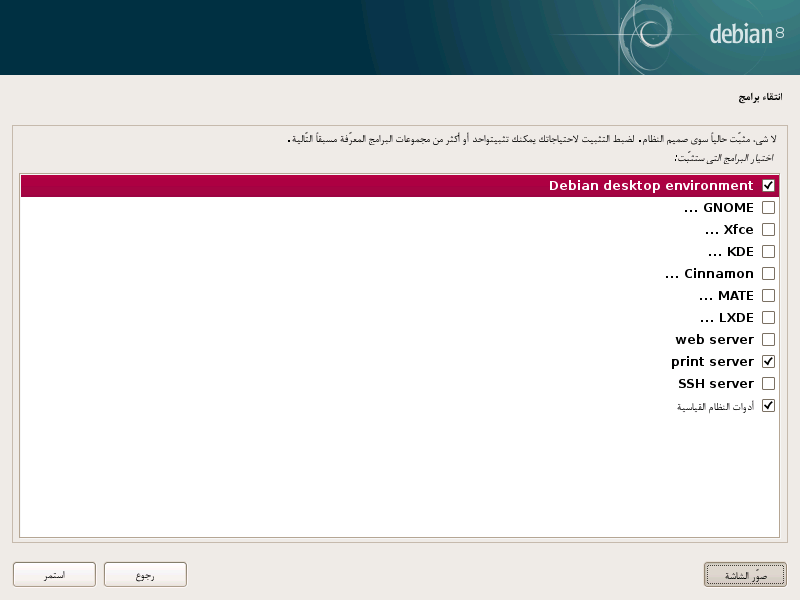 debian 8
انتقاء برامج
لا شيء مثبّت حالياً سوى صميم النظام. لضبط التثبيت لاحتياجاتك يمكنك تثبيتواحد أو أكثر من مجموعات البرامج المعرّفة مسبقاً التّالية.
اختيار البرامج التي ستثبّت:
Debian desktop environment
... GNOME
... Xfce
... KDE
... Cinnamon
... MATE
... LXDE
web server
print server
SSH server
أدوات النظام القياسية
صوّر الشاشة
رجوع
استمر